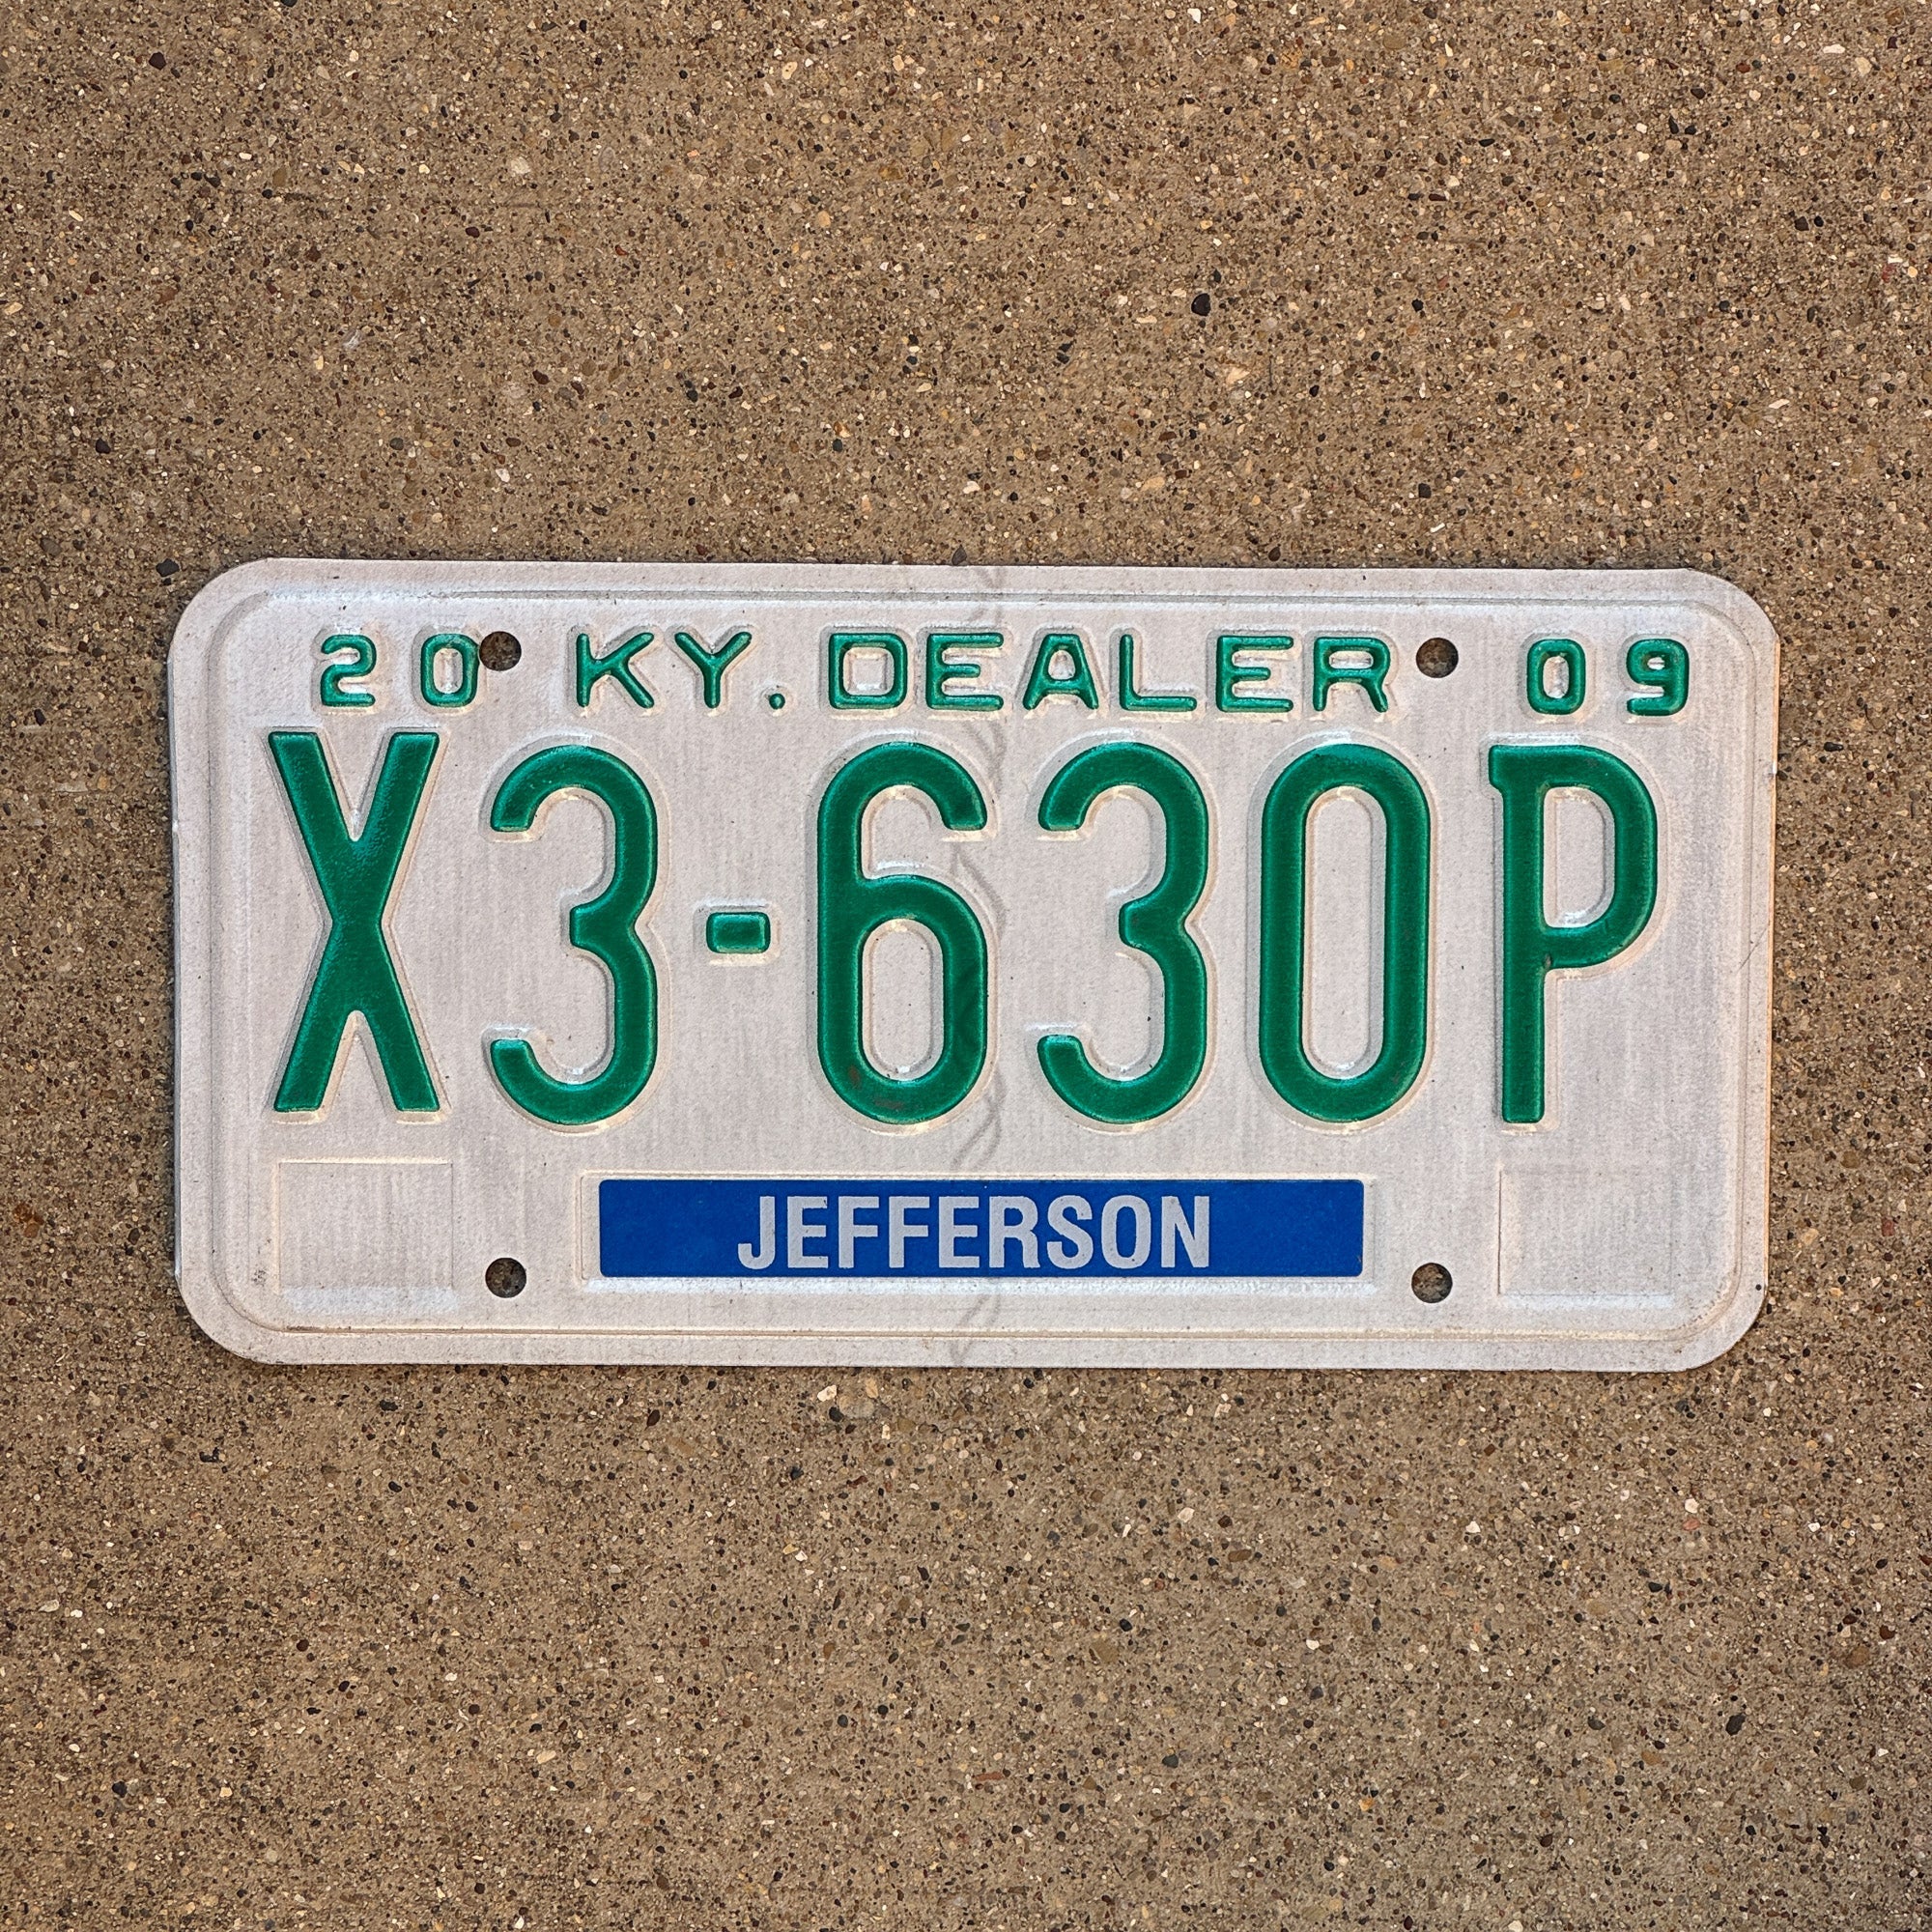 20 KY. DEALER 09
X3-630P
JEFFERSON